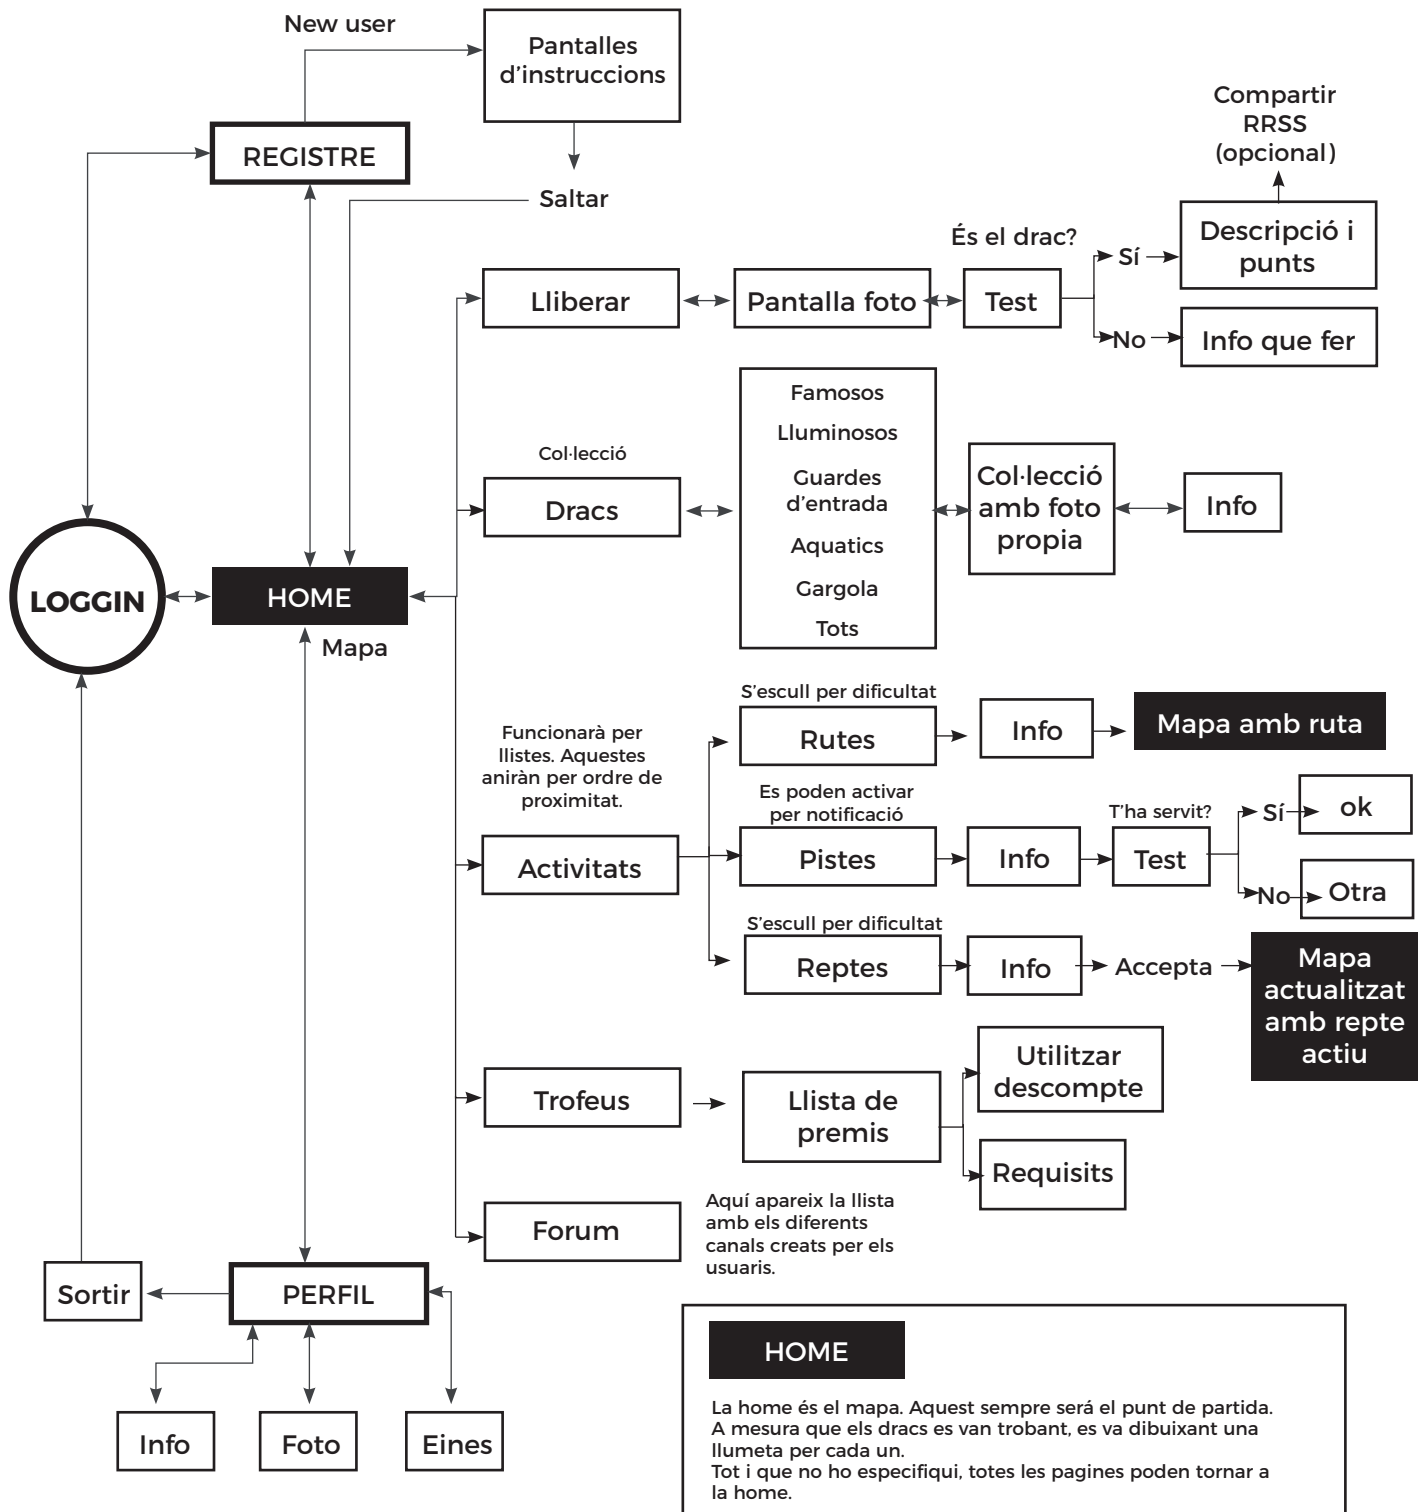 New user
Pantalles
d'instruccions
Compartir
RRSS
(opcional)
REGISTRE
Saltar
És el drac?
Sí
Descripció i
punts
Lliberar
Pantalla foto
Test
No
Info que fer
Famosos
Lluminosos
Guardes
d'entrada
Aquatics
Gargola
Tots
Col·lecció
Dracs
Col·lecció
amb foto
propia
Info
LOGGIN
HOME
Mapa
S'escull per dificultat
Rutes
Info
Mapa amb ruta
Funcionarà per
llistes. Aquestes
aniràn per ordre de
proximitat.
Es poden activar
per notificació
T'ha servit?
Sí
ok
Activitats
Pistes
Info
Test
No
Otra
S'escull per dificultat
Reptes
Info
Accepta
Mapa
actualitzat
amb repte
actiu
Trofeus
Llista de
premis
Utilitzar
descompte
Requisits
Forum
Aquí apareix la llista
amb els diferents
canals creats per els
usuaris.
Sortir
PERFIL
Info
Foto
Eines
HOME
La home és el mapa. Aquest sempre será el punt de partida.
A mesura que els dracs es van trobant, es va dibuixant una
llumeta per cada un.
Tot i que no ho especifiqui, totes les pagines poden tornar a
la home.